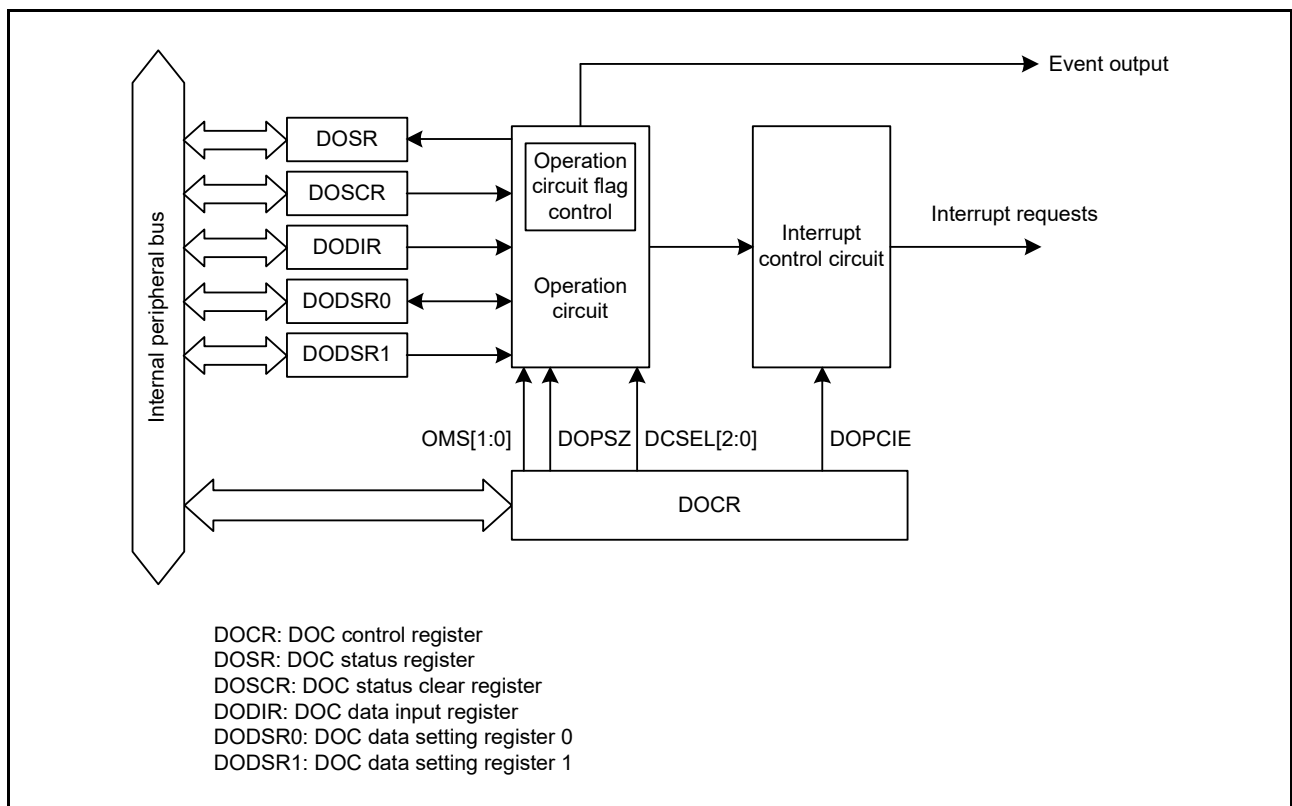 Event output
DOSR
DOSCR
DODIR
DODSR0
DODSR1
Internal peripheral bus
Operation
circuit flag
control
Operation
circuit
Interrupt
control circuit
Interrupt requests
OMS[1:0]
DOPSZ
DCSEL[2:0]
DOPCIE
DOCR
DOCR: DOC control register
DOSR: DOC status register
DOSCR: DOC status clear register
DODIR: DOC data input register
DODSR0: DOC data setting register 0
DODSR1: DOC data setting register 1